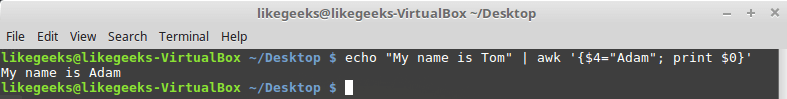 likegeeks@likegeeks-VirtualBox ~/Desktop
File Edit View Search Terminal Help
likegeeks@likegeeks-VirtualBox ~/Desktop $ echo "My name is Tom" | awk '{$4="Adam"; print $0}'
My name is Adam
likegeeks@likegeeks-VirtualBox ~/Desktop $